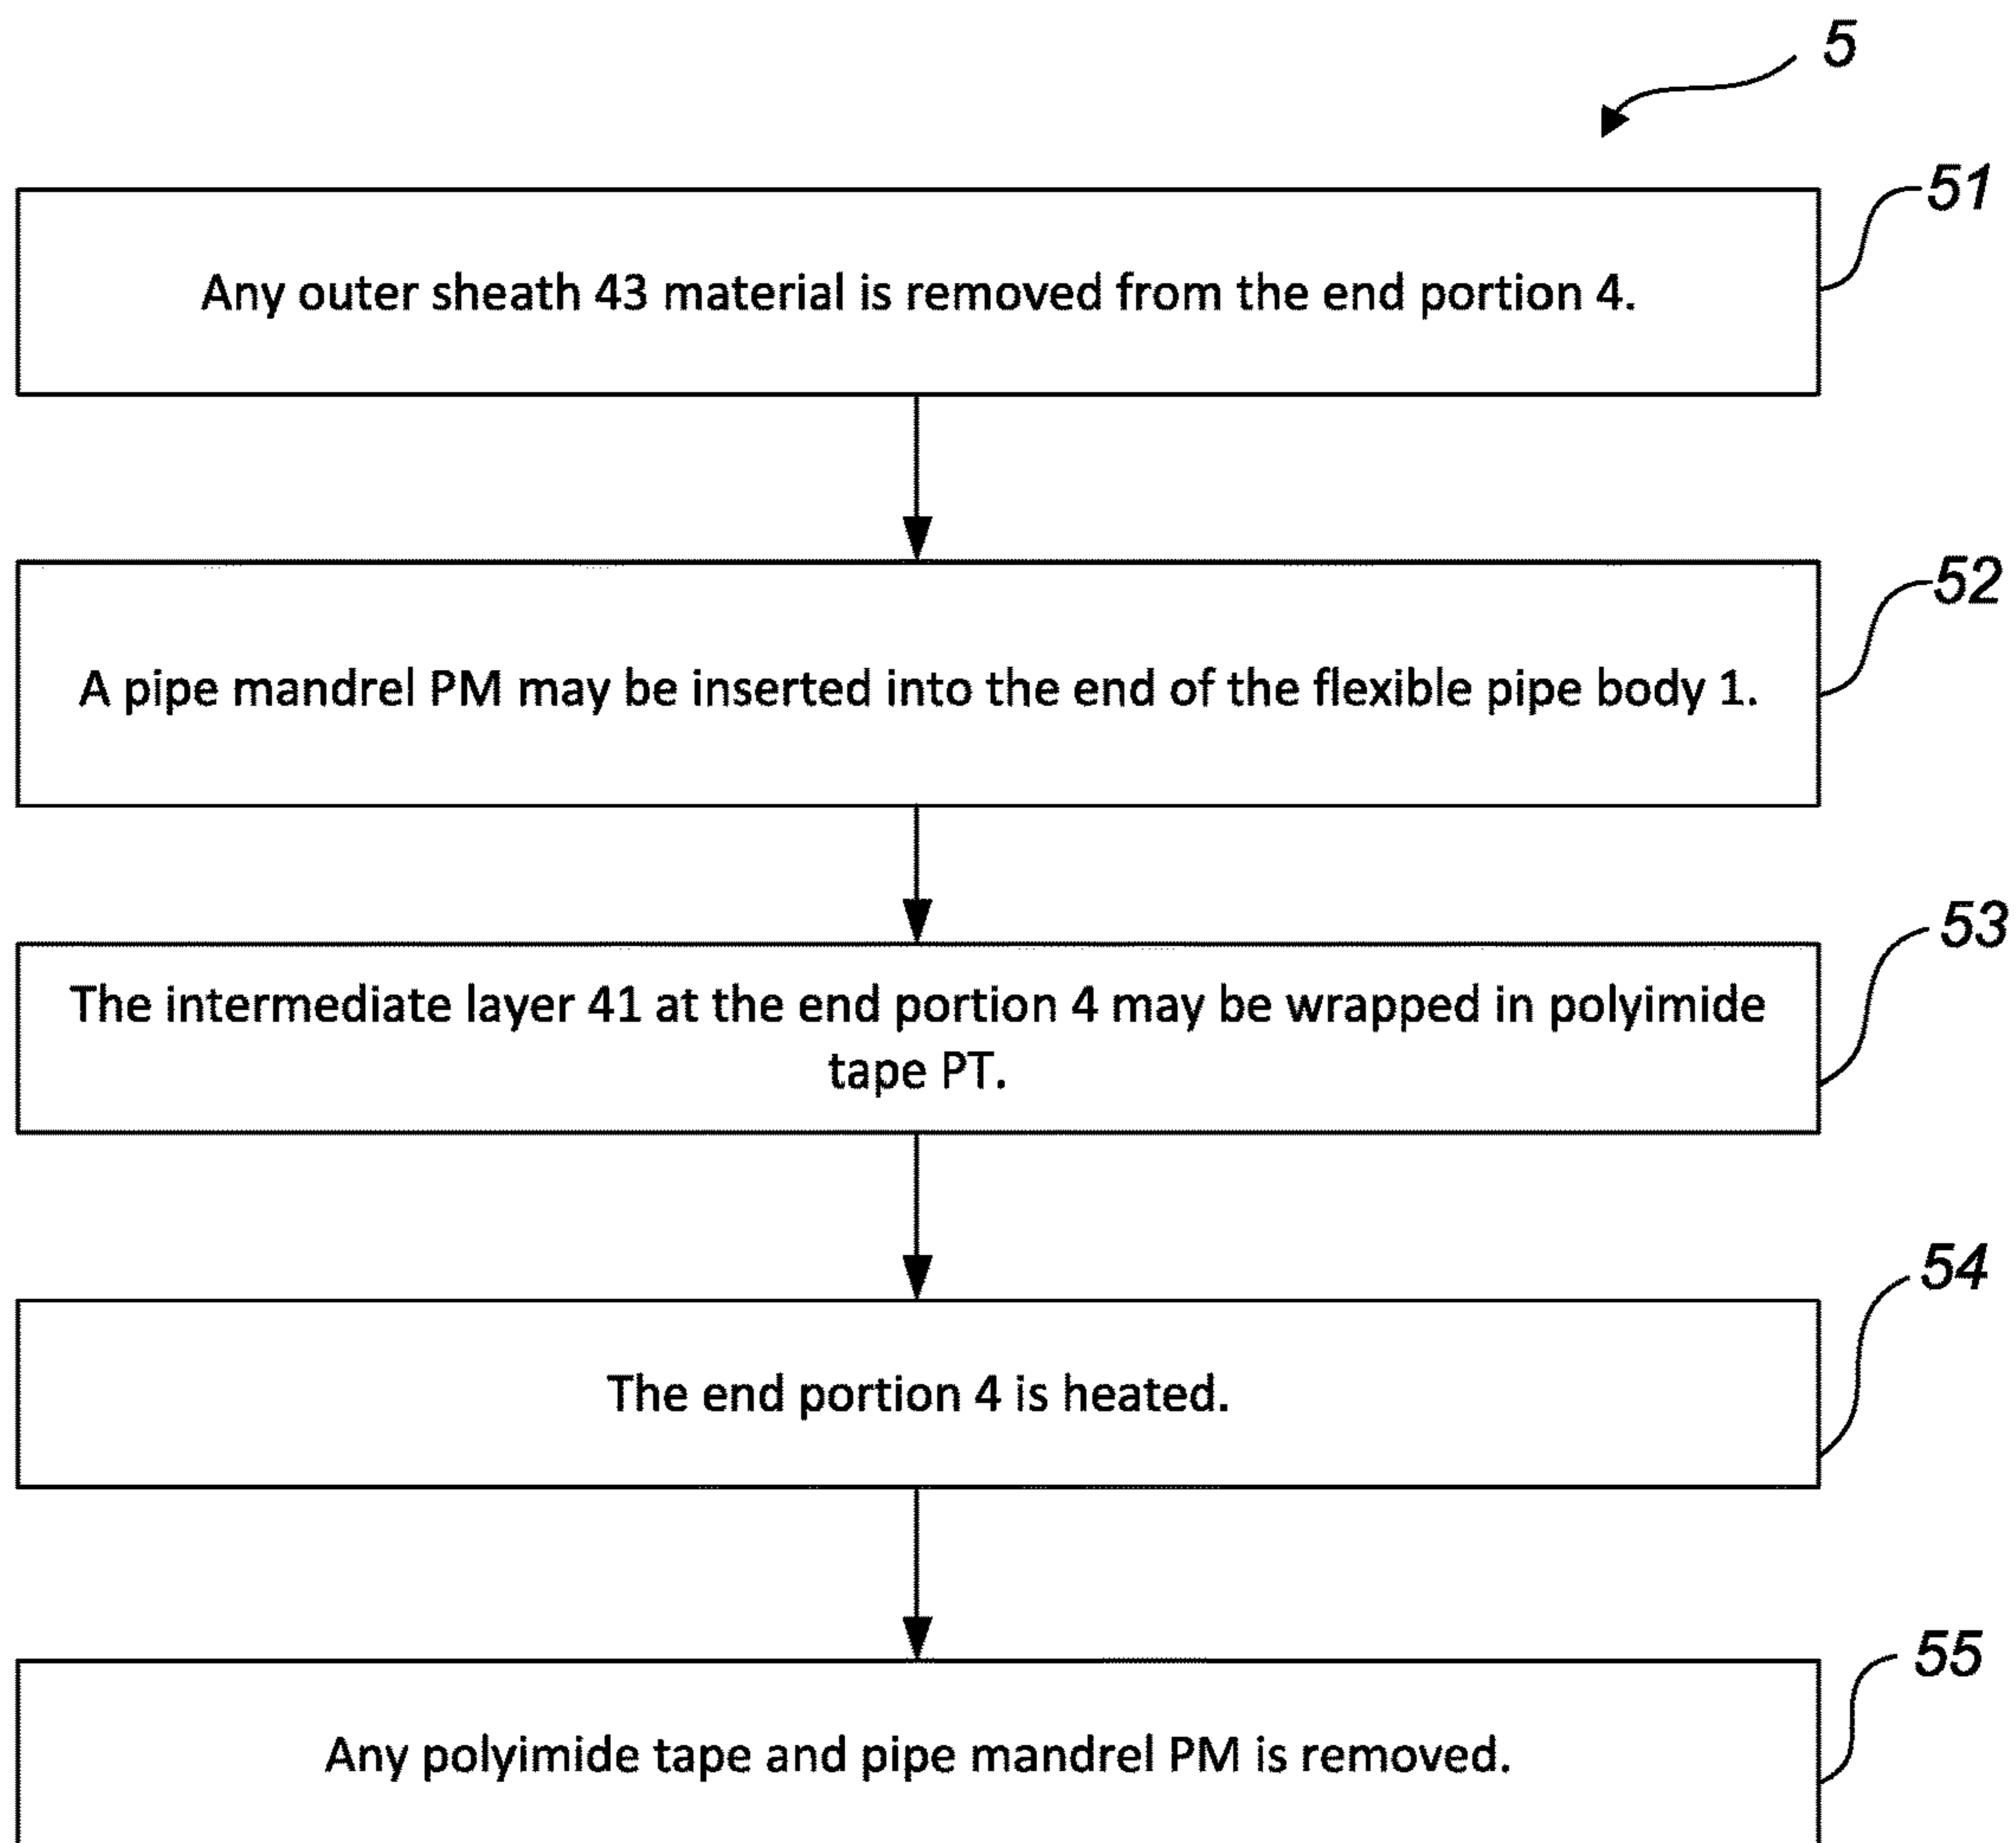 5
51
Any outer sheath 43 material is removed from the end portion 4.
52
A pipe mandrel PM may be inserted into the end of the flexible pipe body 1.
53
The intermediate layer 41 at the end portion 4 may be wrapped in polyimide
tape PT.
54
The end portion 4 is heated.
55
Any polyimide tape and pipe mandrel PM is removed.